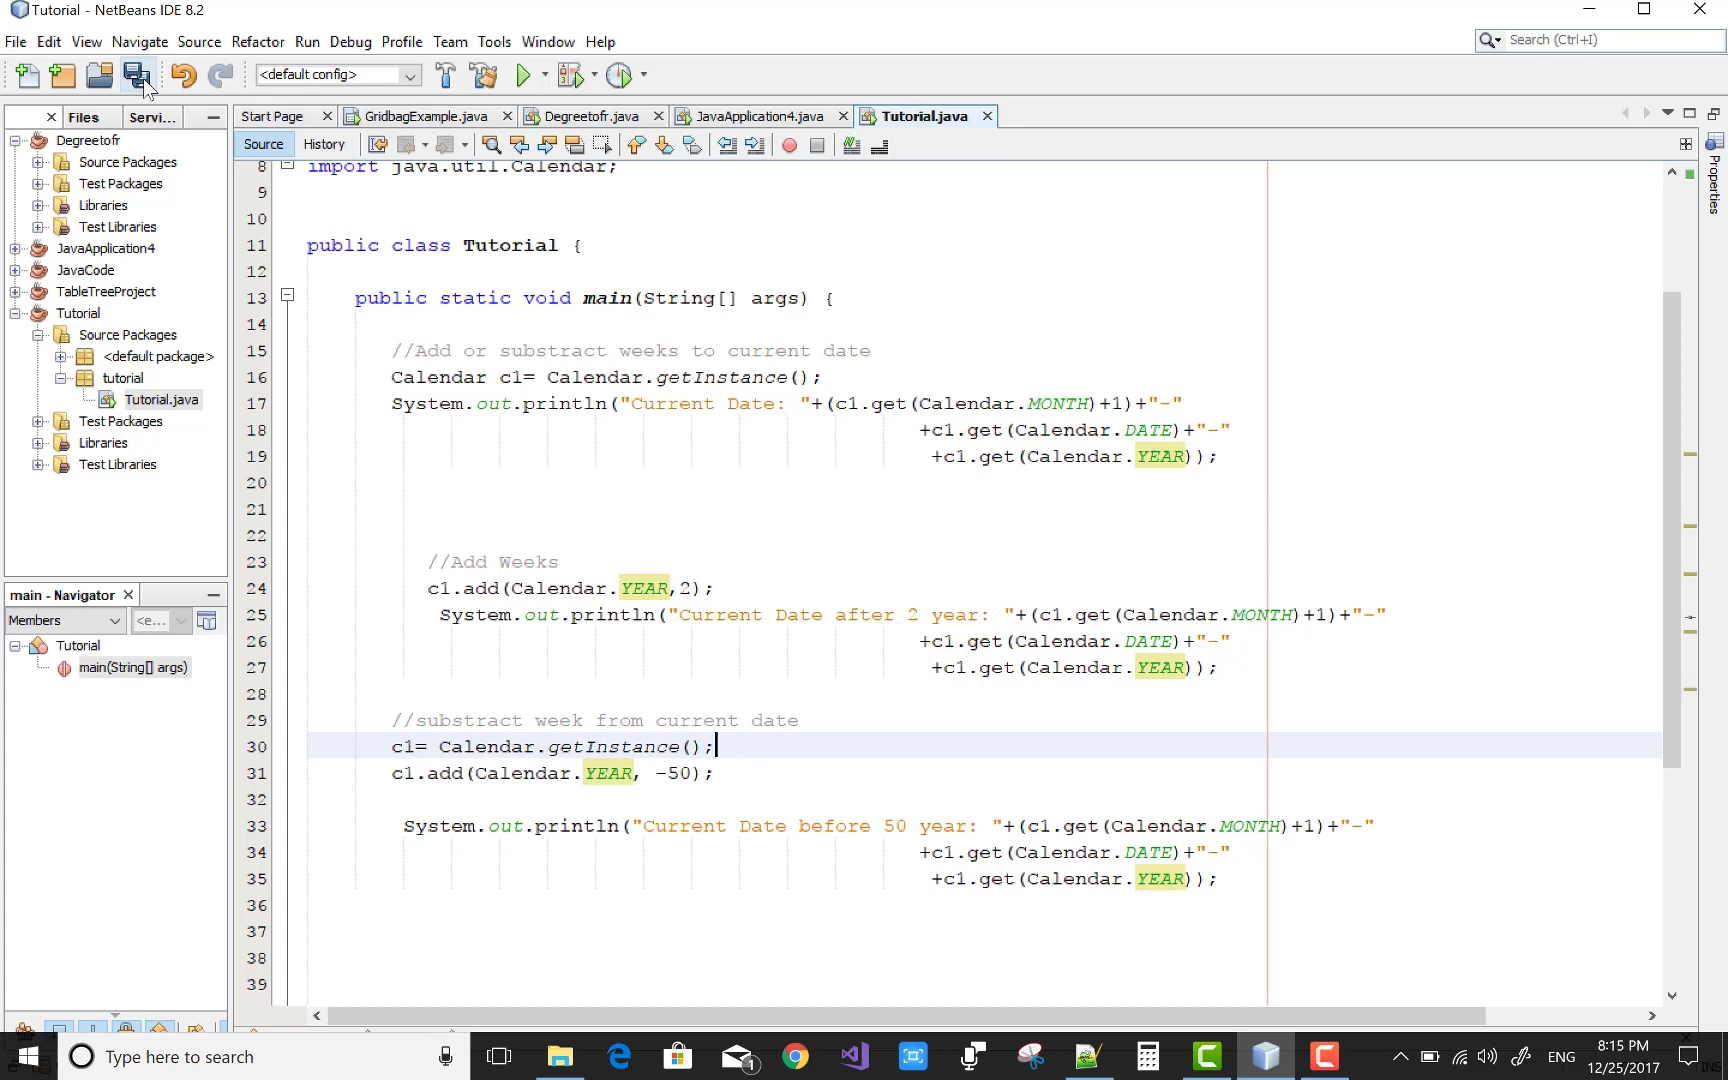 Tutorial - NetBeans IDE 8.2
File Edit View Navigate Source Refactor Run Debug Profile Team Tools Window Help
Search (Ctrl+I)
<default config>
Files Servi...
Start Page GridbagExample.java Degreetofr.java JavaApplication4.java Tutorial.java
Source History
Degreetofr
Source Packages
Test Packages
Libraries
Test Libraries
JavaApplication4
JavaCode
TableTreeProject
Tutorial
Source Packages
<default package>
tutorial
Tutorial.java
Test Packages
Libraries
Test Libraries
main - Navigator
Members <e...
Tutorial
main(String[] args)
8 import java.util.Calendar;
9
10
11 public class Tutorial {
12
13 public static void main(String[] args) {
14
15 //Add or substract weeks to current date
16 Calendar c1= Calendar.getInstance();
17 System.out.println("Current Date: "+(c1.get(Calendar.MONTH)+1)+"-"
18 +c1.get(Calendar.DATE)+"-"
19 +c1.get(Calendar.YEAR));
20
21
22
23 //Add Weeks
24 c1.add(Calendar.YEAR,2);
25 System.out.println("Current Date after 2 year: "+(c1.get(Calendar.MONTH)+1)+"-"
26 +c1.get(Calendar.DATE)+"-"
27 +c1.get(Calendar.YEAR));
28
29 //substract week from current date
30 c1= Calendar.getInstance();
31 c1.add(Calendar.YEAR, -50);
32
33 System.out.println("Current Date before 50 year: "+(c1.get(Calendar.MONTH)+1)+"-"
34 +c1.get(Calendar.DATE)+"-"
35 +c1.get(Calendar.YEAR));
36
37
38
39
Properties
Type here to search
1
ENG
8:15 PM
12/25/2017